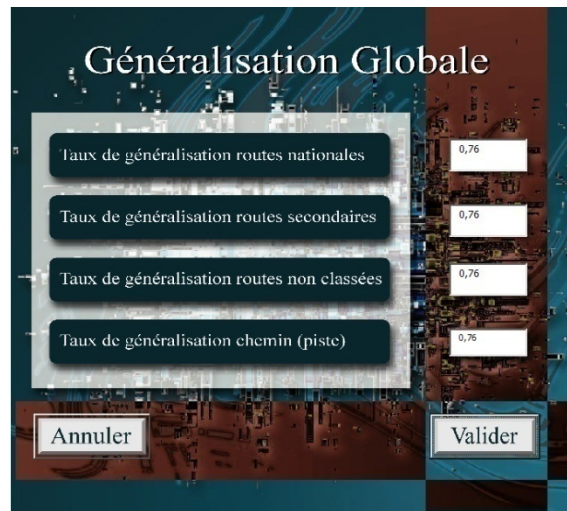 Généralisation Globale
Taux de généralisation routes nationales
0,76
Taux de généralisation routes secondaires
0,76
Taux de généralisation routes non classées
0,76
Taux de généralisation chemin (piste)
0,76
Annuler
Valider